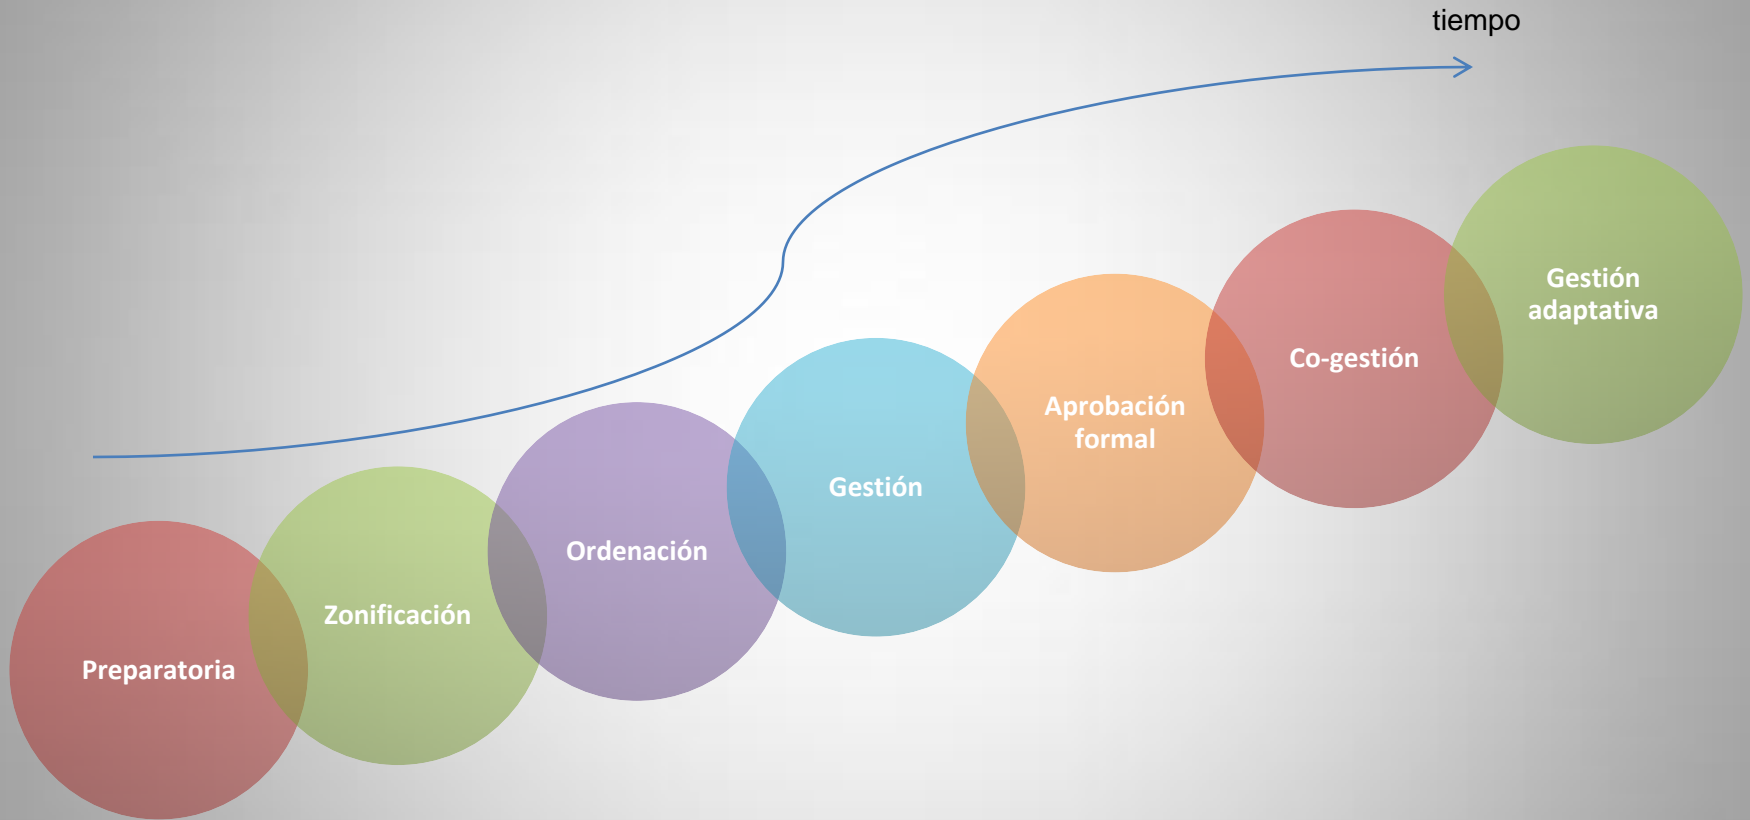 tiempo
Preparatoria
Zonificación
Ordenación
Gestión
Aprobación
formal
Co-gestión
Gestión
adaptativa